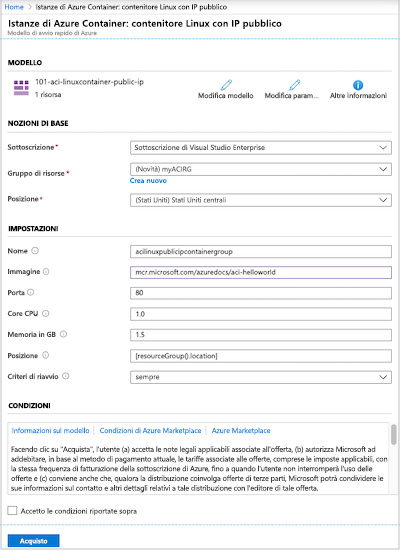 Home > Istanze di Azure Container: contenitore Linux con IP pubblico
Istanze di Azure Container: contenitore Linux con IP pubblico
Modello di avvio rapido di Azure
MODELLO
101-aci-linuxcontainer-public-ip
1 risorsa
Modifica modello
Modifica param...
Altre informazioni
NOZIONI DI BASE
Sottoscrizione *
Sottoscrizione di Visual Studio Enterprise
Gruppo di risorse *
(Novità) myACIRG
Crea nuovo
Posizione *
(Stati Uniti) Stati Uniti centrali
IMPOSTAZIONI
Nome
acilinuxpublicipcontainergroup
Immagine
mcr.microsoft.com/azuredocs/aci-helloworld
Porta
80
Core CPU
1.0
Memoria in GB
1.5
Posizione
[resourceGroup().location]
Criteri di riavvio
sempre
CONDIZIONI
Informazioni sul modello | Condizioni di Azure Marketplace | Azure Marketplace
Facendo clic su "Acquista", l'utente (a) accetta le note legali applicabili associate all'offerta, (b) autorizza Microsoft ad
addebitare, in base al metodo di pagamento attuale, le tariffe associate alle offerte, comprese le imposte applicabili, con
la stessa frequenza di fatturazione della sottoscrizione di Azure, fino a quando l'utente non interromperà l'uso delle
offerte e (c) conviene anche che, qualora la distribuzione coinvolga offerte di terze parti, Microsoft potrà condividere le
sue informazioni sul contatto e altri dettagli relativi a tale distribuzione con l'editore di tale offerta.
Accetto le condizioni riportate sopra
Acquisto